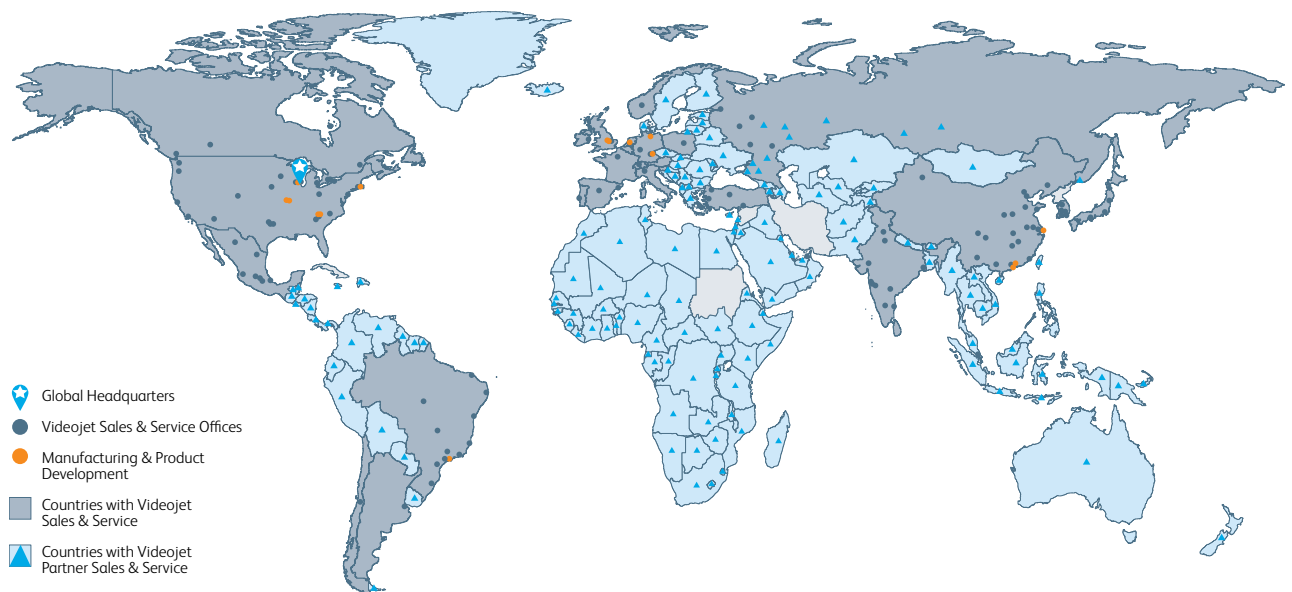 Global Headquarters
Videojet Sales & Service Offices
Manufacturing & Product
Development
Countries with Videojet
Sales & Service
Countries with Videojet
Partner Sales & Service